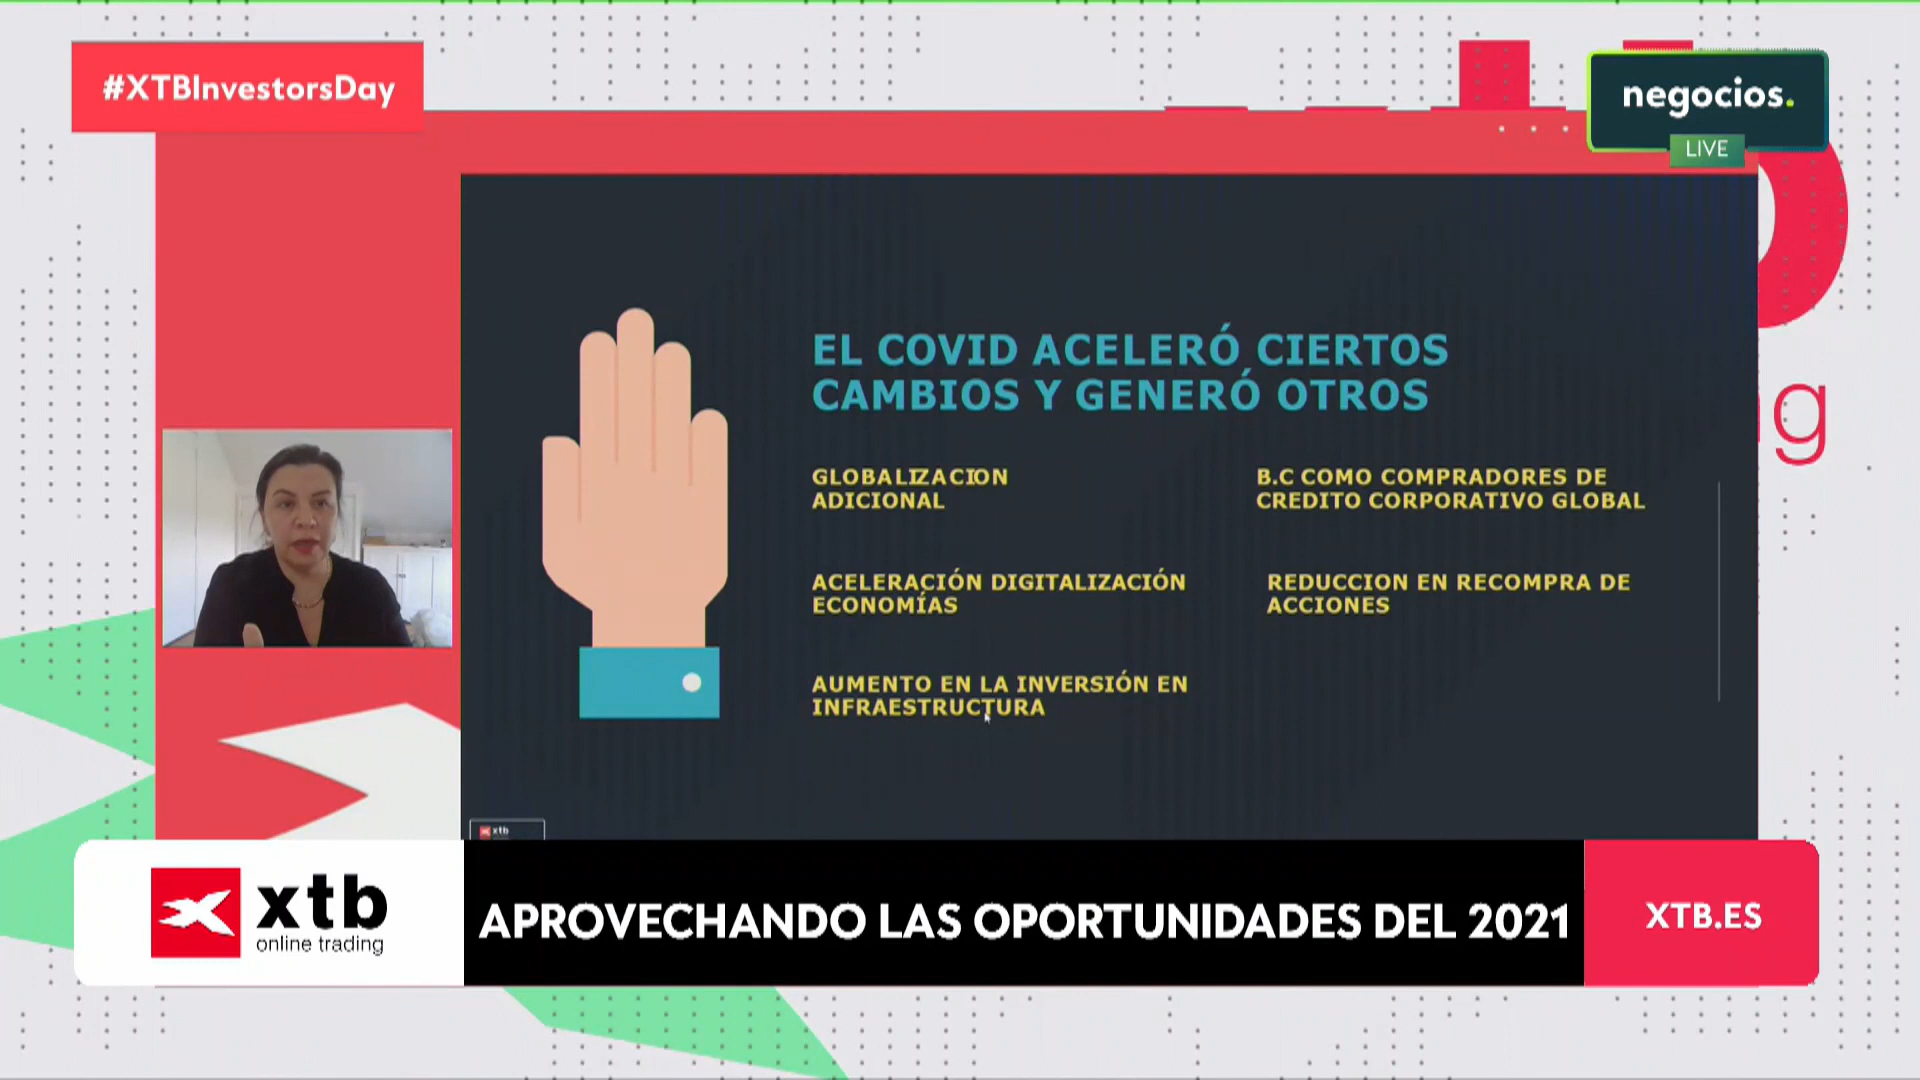 #XTBInvestorsDay
negocios.
LIVE
EL COVID ACELERÓ CIERTOS
CAMBIOS Y GENERÓ OTROS
GLOBALIZACION
ADICIONAL
B.C COMO COMPRADORES DE
CREDITO CORPORATIVO GLOBAL
ACELERACIÓN DIGITALIZACIÓN
ECONOMÍAS
REDUCCION EN RECOMPRA DE
ACCIONES
AUMENTO EN LA INVERSIÓN EN
INFRAESTRUCTURA
xtb
xtb
online trading
APROVECHANDO LAS OPORTUNIDADES DEL 2021
XTB.ES